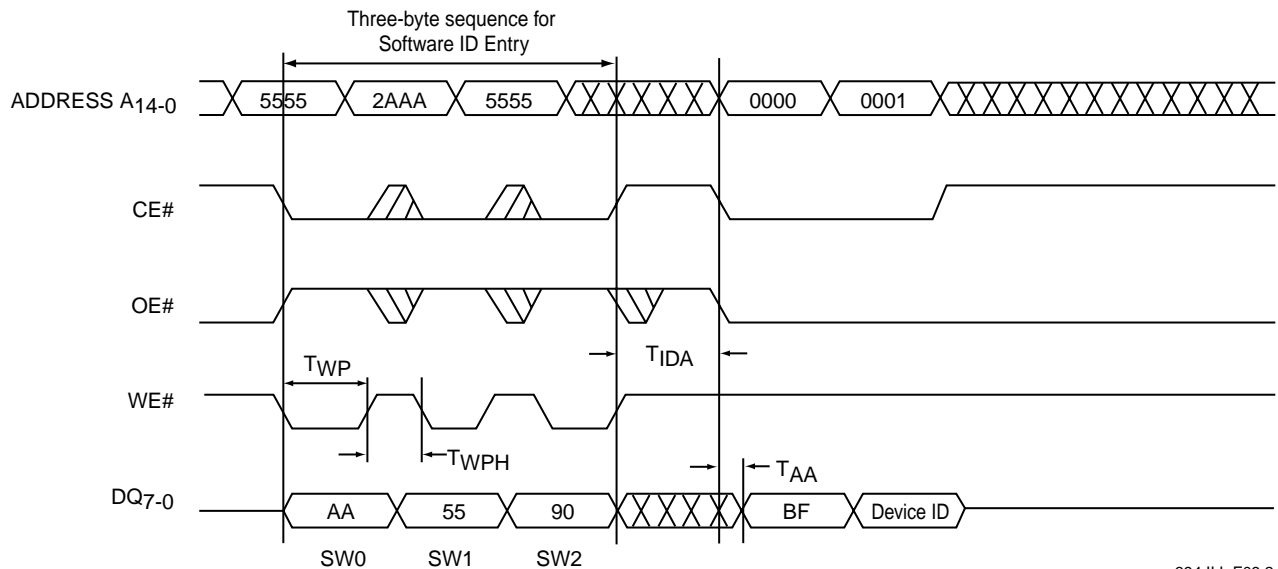 Three-byte sequence for
Software ID Entry
ADDRESS A14-0
5555 2AAA 5555 0000 0001
CE#
OE#
TIDA
TWP
WE#
TWPH
TAA
DQ7-0
AA 55 90 BF Device ID
SW0 SW1 SW2